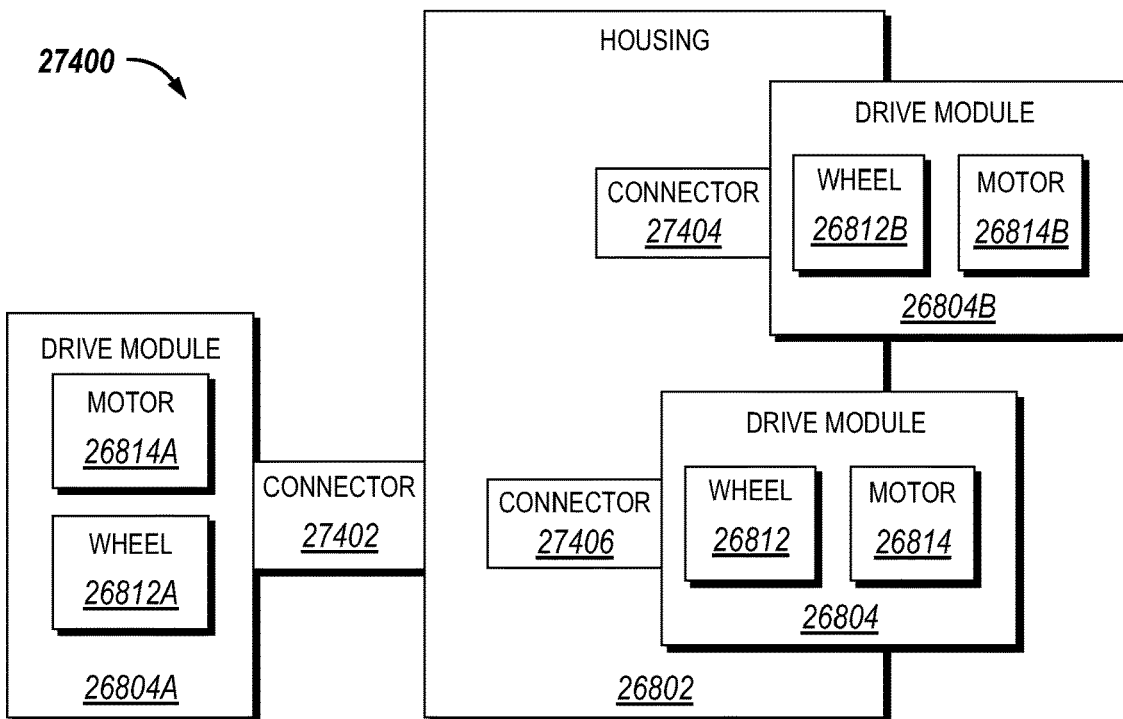 27400
HOUSING
DRIVE MODULE
WHEEL
26812B
MOTOR
26814B
26804B
CONNECTOR
27404
DRIVE MODULE
MOTOR
26814A
WHEEL
26812A
26804A
CONNECTOR
27402
DRIVE MODULE
CONNECTOR
27406
WHEEL
26812
MOTOR
26814
26804
26802